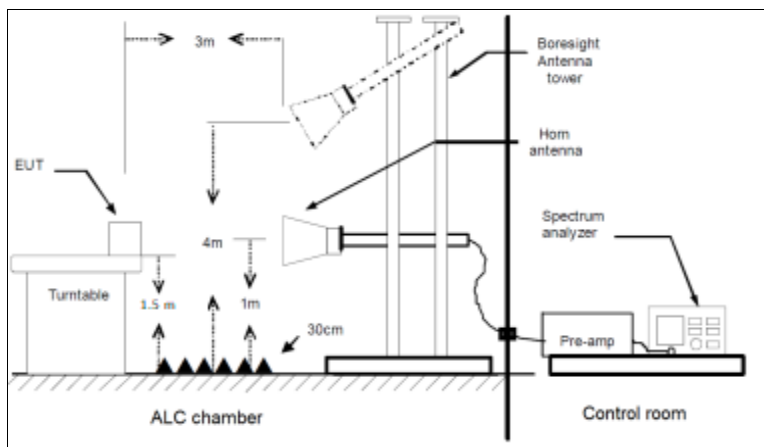 3m
Boresight
Antenna
tower
Horn
antenna
EUT
Spectrum
analyzer
4m
Turntable
1.5 m
1m
30cm
Pre-amp
ALC chamber
Control room